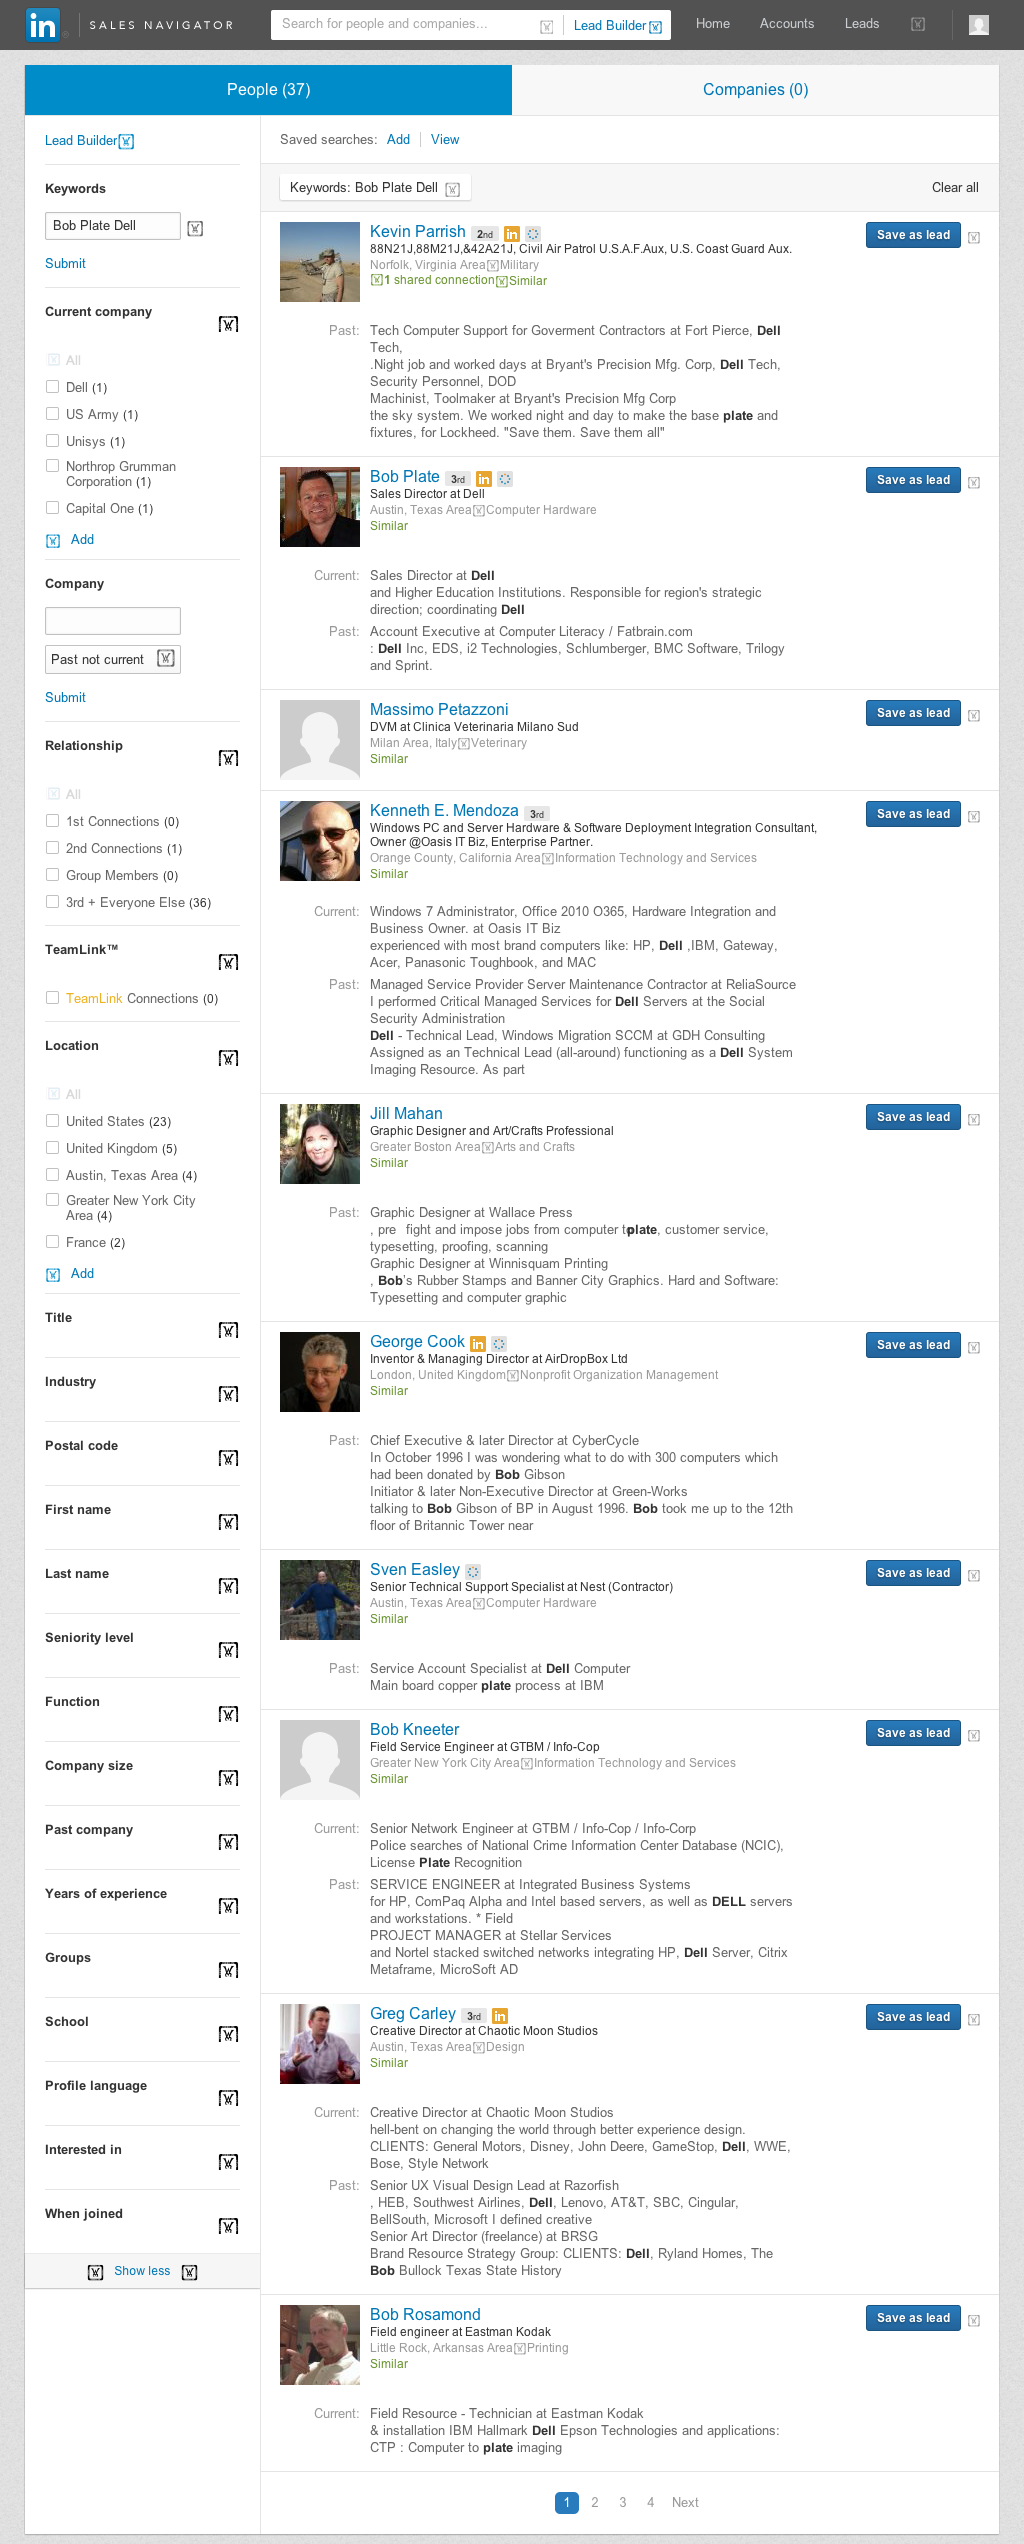 in SALES NAVIGATOR
Search for people and companies...
Lead Builder
Home
Accounts
Leads
People (37)
Companies (0)
Lead Builder
Keywords
Bob Plate Dell
Submit
Current company
All
Dell (1)
US Army (1)
Unisys (1)
Northrop Grumman
Corporation (1)
Capital One (1)
Add
Company
Past not current
Submit
Relationship
All
1st Connections (0)
2nd Connections (1)
Group Members (0)
3rd + Everyone Else (36)
TeamLink™
TeamLink Connections (0)
Location
All
United States (23)
United Kingdom (5)
Austin, Texas Area (4)
Greater New York City
Area (4)
France (2)
Add
Title
Industry
Postal code
First name
Last name
Seniority level
Function
Company size
Past company
Years of experience
Groups
School
Profile language
Interested in
When joined
Show less
Saved searches: Add View
Keywords: Bob Plate Dell
Clear all
Kevin Parrish 2nd in
Save as lead
88N21J,88M21J,&42A21J, Civil Air Patrol U.S.A.F.Aux, U.S. Coast Guard Aux.
Norfolk, Virginia Area Military
1 shared connection Similar
Past: Tech Computer Support for Goverment Contractors at Fort Pierce, Dell
Tech,
.Night job and worked days at Bryant's Precision Mfg. Corp, Dell Tech,
Security Personnel, DOD
Machinist, Toolmaker at Bryant's Precision Mfg Corp
the sky system. We worked night and day to make the base plate and
fixtures, for Lockheed. "Save them. Save them all"
Bob Plate 3rd in
Save as lead
Sales Director at Dell
Austin, Texas Area Computer Hardware
Similar
Current: Sales Director at Dell
and Higher Education Institutions. Responsible for region's strategic
direction; coordinating Dell
Past: Account Executive at Computer Literacy / Fatbrain.com
: Dell Inc, EDS, i2 Technologies, Schlumberger, BMC Software, Trilogy
and Sprint.
Massimo Petazzoni
Save as lead
DVM at Clinica Veterinaria Milano Sud
Milan Area, Italy Veterinary
Similar
Kenneth E. Mendoza 3rd
Save as lead
Windows PC and Server Hardware & Software Deployment Integration Consultant,
Owner @Oasis IT Biz, Enterprise Partner.
Orange County, California Area Information Technology and Services
Similar
Current: Windows 7 Administrator, Office 2010 O365, Hardware Integration and
Business Owner. at Oasis IT Biz
experienced with most brand computers like: HP, Dell ,IBM, Gateway,
Acer, Panasonic Toughbook, and MAC
Past: Managed Service Provider Server Maintenance Contractor at ReliaSource
I performed Critical Managed Services for Dell Servers at the Social
Security Administration
Dell - Technical Lead, Windows Migration SCCM at GDH Consulting
Assigned as an Technical Lead (all-around) functioning as a Dell System
Imaging Resource. As part
Jill Mahan
Save as lead
Graphic Designer and Art/Crafts Professional
Greater Boston Area Arts and Crafts
Similar
Past: Graphic Designer at Wallace Press
, pre fight and impose jobs from computer to plate, customer service,
typesetting, proofing, scanning
Graphic Designer at Winnisquam Printing
, Bob's Rubber Stamps and Banner City Graphics. Hard and Software:
Typesetting and computer graphic
George Cook in
Save as lead
Inventor & Managing Director at AirDropBox Ltd
London, United Kingdom Nonprofit Organization Management
Similar
Past: Chief Executive & later Director at CyberCycle
In October 1996 I was wondering what to do with 300 computers which
had been donated by Bob Gibson
Initiator & later Non-Executive Director at Green-Works
talking to Bob Gibson of BP in August 1996. Bob took me up to the 12th
floor of Britannic Tower near
Sven Easley
Save as lead
Senior Technical Support Specialist at Nest (Contractor)
Austin, Texas Area Computer Hardware
Similar
Past: Service Account Specialist at Dell Computer
Main board copper plate process at IBM
Bob Kneeter
Save as lead
Field Service Engineer at GTBM / Info-Cop
Greater New York City Area Information Technology and Services
Similar
Current: Senior Network Engineer at GTBM / Info-Cop / Info-Corp
Police searches of National Crime Information Center Database (NCIC),
License Plate Recognition
Past: SERVICE ENGINEER at Integrated Business Systems
for HP, ComPaq Alpha and Intel based servers, as well as DELL servers
and workstations. * Field
PROJECT MANAGER at Stellar Services
and Nortel stacked switched networks integrating HP, Dell Server, Citrix
Metaframe, MicroSoft AD
Greg Carley 3rd in
Save as lead
Creative Director at Chaotic Moon Studios
Austin, Texas Area Design
Similar
Current: Creative Director at Chaotic Moon Studios
hell-bent on changing the world through better experience design.
CLIENTS: General Motors, Disney, John Deere, GameStop, Dell, WWE,
Bose, Style Network
Past: Senior UX Visual Design Lead at Razorfish
, HEB, Southwest Airlines, Dell, Lenovo, AT&T, SBC, Cingular,
BellSouth, Microsoft I defined creative
Senior Art Director (freelance) at BRSG
Brand Resource Strategy Group: CLIENTS: Dell, Ryland Homes, The
Bob Bullock Texas State History
Bob Rosamond
Save as lead
Field engineer at Eastman Kodak
Little Rock, Arkansas Area Printing
Similar
Current: Field Resource - Technician at Eastman Kodak
& installation IBM Hallmark Dell Epson Technologies and applications:
CTP : Computer to plate imaging
1 2 3 4 Next